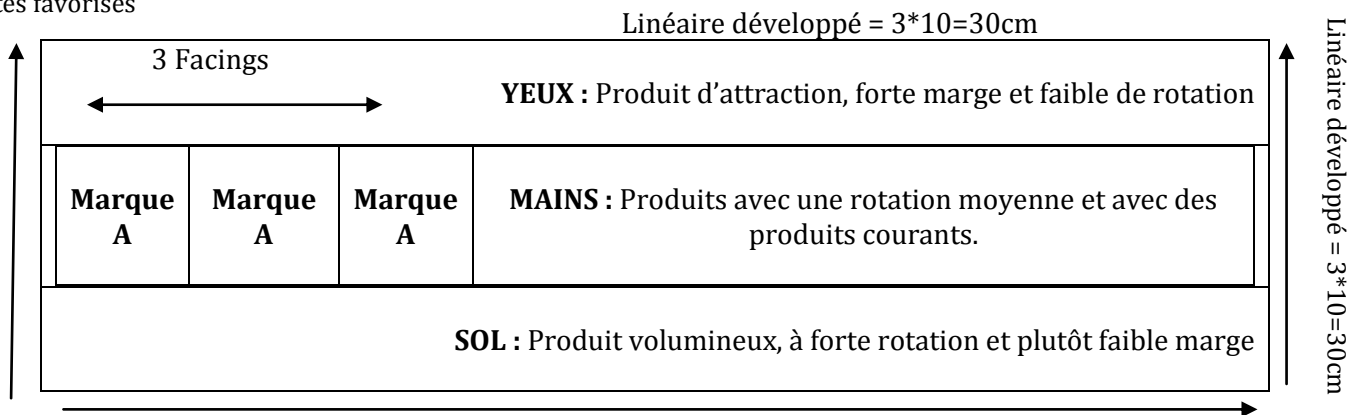 tes favorisés
Linéaire développé = 3*10=30cm
3 Facings
YEUX : Produit d’attraction, forte marge et faible de rotation
Marque A
Marque A
Marque A
MAINS : Produits avec une rotation moyenne et avec des
produits courants.
SOL : Produit volumineux, à forte rotation et plutôt faible marge
Linéaire développé = 3*10=30cm